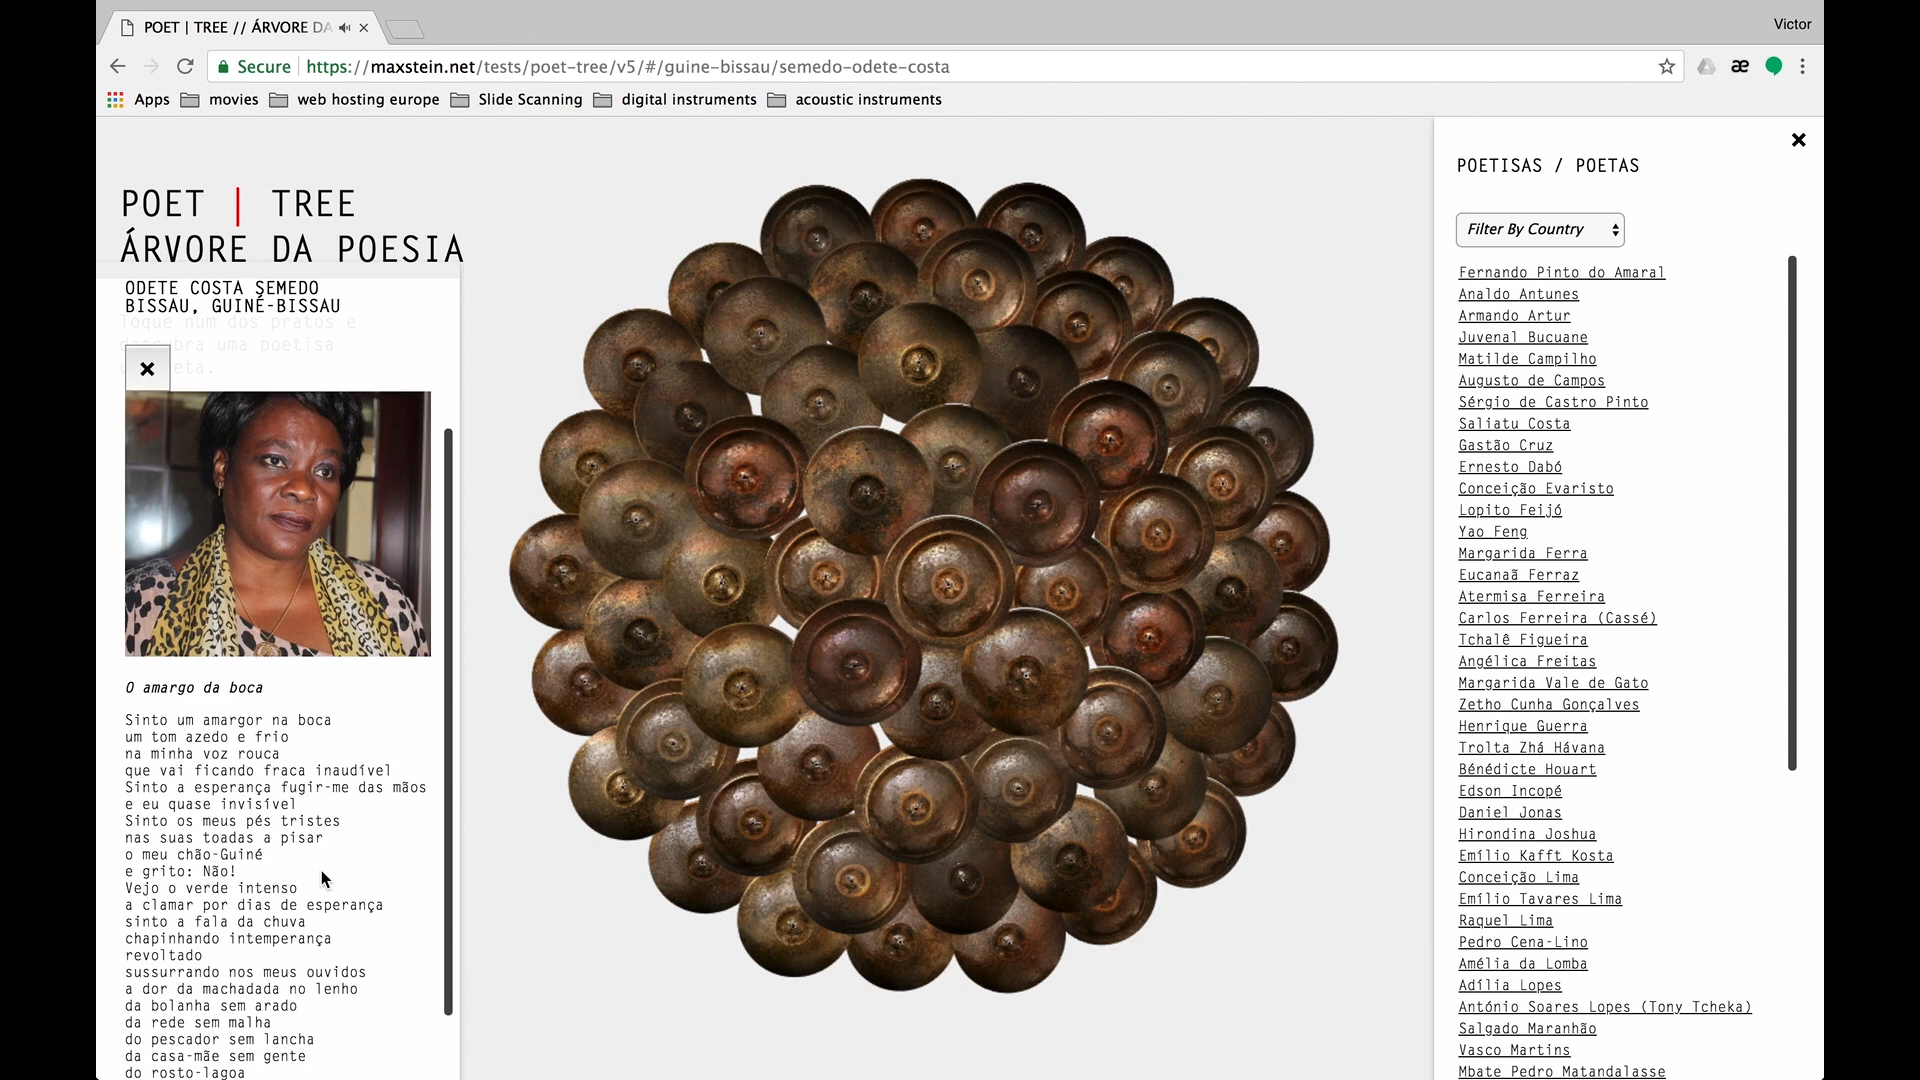 POET | TREE // ÁRVORE DA
Victor
Secure https://maxstein.net/tests/poet-tree/v5/#/guine-bissau/semedo-odete-costa
Apps movies web hosting europe Slide Scanning digital instruments acoustic instruments
POET | TREE
ÁRVORE DA POESIA
ODETE COSTA SEMEDO
BISSAU, GUINÉ-BISSAU
Toque num dos pratos e
descubra uma poetisa
O amargo da boca
Sinto um amargor na boca
um tom azedo e frio
na minha voz rouca
que vai ficando fraca inaudível
Sinto a esperança fugir-me das mãos
e eu quase invisível
Sinto os meus pés tristes
nas suas toadas a pisar
o meu chão-Guiné
e grito: Não!
Vejo o verde intenso
a clamar por dias de esperança
sinto a fala da chuva
chapinhando intemperança
revoltado
sussurrando nos meus ouvidos
a dor da machadada no lenho
da bolanha sem arado
da rede sem malha
do pescador sem lancha
da casa-mãe sem gente
do rosto-lagoa
POETISAS / POETAS
Filter By Country
Fernando Pinto do Amaral
Analdo Antunes
Armando Artur
Juvenal Bucuane
Matilde Campilho
Augusto de Campos
Sérgio de Castro Pinto
Saliatu Costa
Gastão Cruz
Ernesto Dabó
Conceição Evaristo
Lopito Feijó
Yao Feng
Margarida Ferra
Eucanaã Ferraz
Atermisa Ferreira
Carlos Ferreira (Cassé)
Tchalê Figueira
Angélica Freitas
Margarida Vale de Gato
Zetho Cunha Gonçalves
Henrique Guerra
Trolta Zhá Hávana
Bénédicte Houart
Edson Incopé
Daniel Jonas
Hirondina Joshua
Emílio Kafft Kosta
Conceição Lima
Emílio Tavares Lima
Raquel Lima
Pedro Cena-Lino
Amélia da Lomba
Adília Lopes
António Soares Lopes (Tony Tcheka)
Salgado Maranhão
Vasco Martins
Mbate Pedro Matandalasse